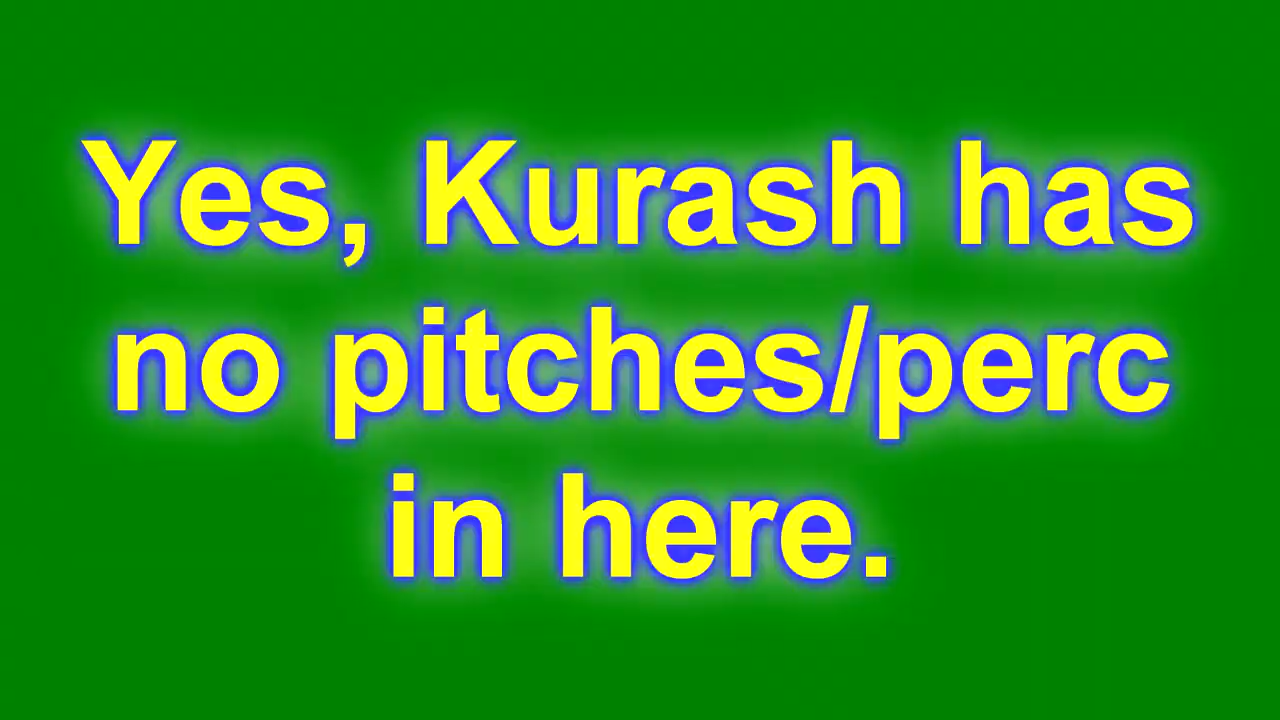 Yes, Kurash has
no pitches/perc
in here.